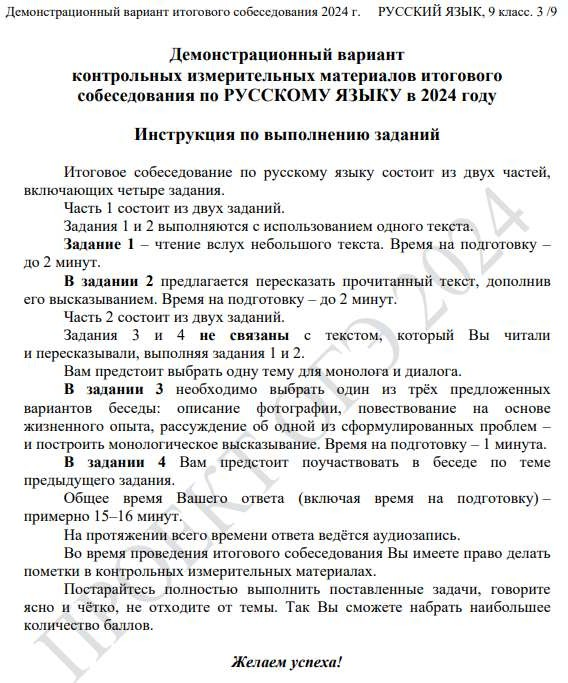 Демонстрационный вариант итогового собеседования 2024 г. РУССКИЙ ЯЗЫК, 9 класс. 3 /9
Демонстрационный вариант
контрольных измерительных материалов итогового
собеседования по РУССКОМУ ЯЗЫКУ в 2024 году
Инструкция по выполнению заданий
Итоговое собеседование по русскому языку состоит из двух частей,
включающих четыре задания.
Часть 1 состоит из двух заданий.
Задания 1 и 2 выполняются с использованием одного текста.
Задание 1 – чтение вслух небольшого текста. Время на подготовку –
до 2 минут.
В задании 2 предлагается пересказать прочитанный текст, дополнив
его высказыванием. Время на подготовку – до 2 минут.
Часть 2 состоит из двух заданий.
Задания 3 и 4 не связаны с текстом, который Вы читали
и пересказывали, выполняя задания 1 и 2.
Вам предстоит выбрать одну тему для монолога и диалога.
В задании 3 необходимо выбрать один из трёх предложенных
вариантов беседы: описание фотографии, повествование на основе
жизненного опыта, рассуждение об одной из сформулированных проблем –
и построить монологическое высказывание. Время на подготовку – 1 минута.
В задании 4 Вам предстоит поучаствовать в беседе по теме
предыдущего задания.
Общее время Вашего ответа (включая время на подготовку) –
примерно 15–16 минут.
На протяжении всего времени ответа ведётся аудиозапись.
Во время проведения итогового собеседования Вы имеете право делать
пометки в контрольных измерительных материалах.
Постарайтесь полностью выполнить поставленные задачи, говорите
ясно и чётко, не отходите от темы. Так Вы сможете набрать наибольшее
количество баллов.
Желаем успеха!
ПРОЕКТ ОГЭ 2024